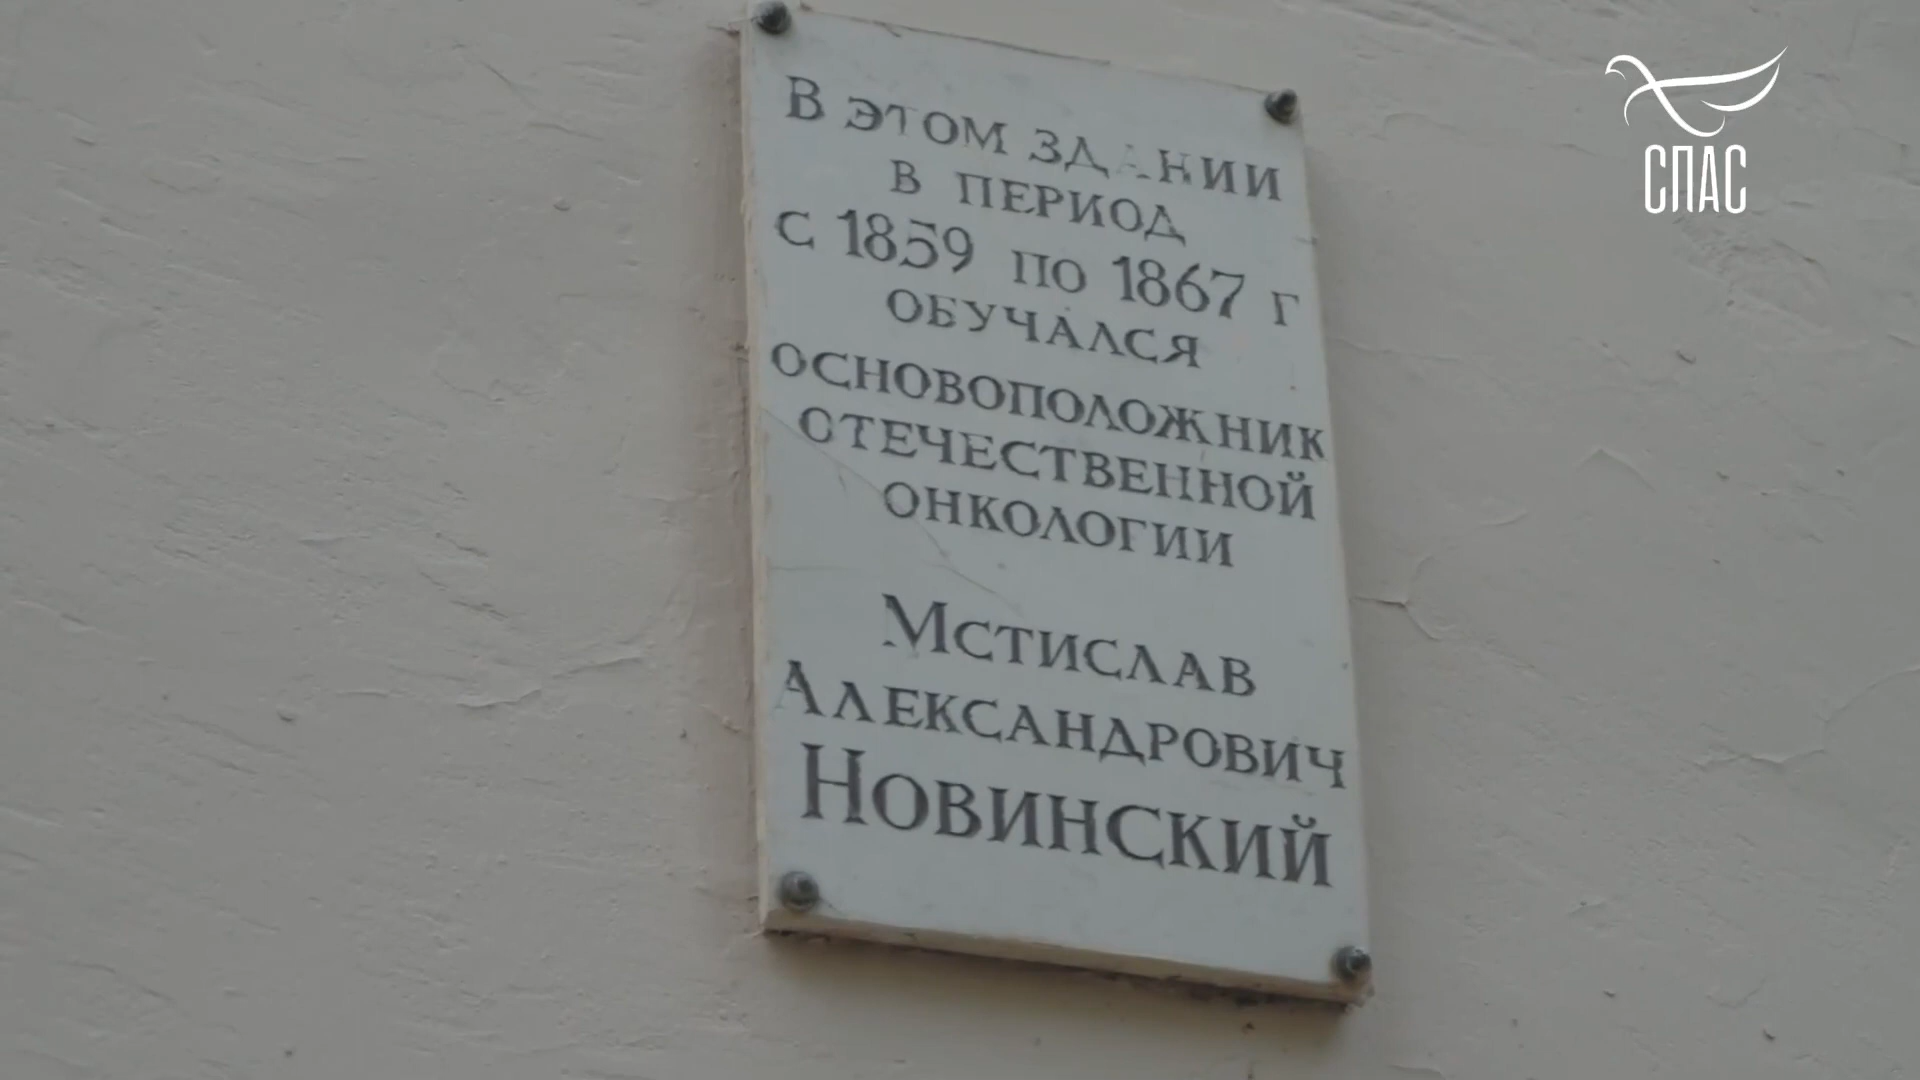 СПАС
В ЭТОМ ЗДАНИИ
В ПЕРИОД
С 1859 ПО 1867 Г
ОБУЧАЛСЯ
ОСНОВОПОЛОЖНИК
ОТЕЧЕСТВЕННОЙ
ОНКОЛОГИИ
МСТИСЛАВ
АЛЕКСАНДРОВИЧ
НОВИНСКИЙ